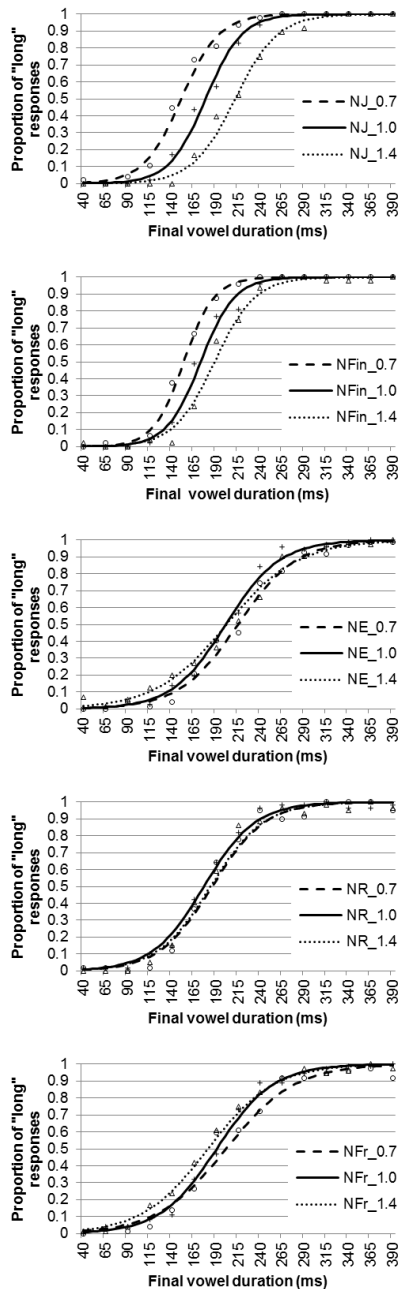 Proportion of "long"
responses
1
0.9
0.8
0.7
0.6
0.5
0.4
0.3
0.2
0.1
0
NJ_0.7
NJ_1.0
NJ_1.4
40 65 90 115 140 165 190 215 240 265 290 315 340 365 390
Final vowel duration (ms)
Proportion of "long"
responses
1
0.9
0.8
0.7
0.6
0.5
0.4
0.3
0.2
0.1
0
NFin_0.7
NFin_1.0
NFin_1.4
40 65 90 115 140 165 190 215 240 265 290 315 340 365 390
Final vowel duration (ms)
Proportion of "long"
responses
1
0.9
0.8
0.7
0.6
0.5
0.4
0.3
0.2
0.1
0
NE_0.7
NE_1.0
NE_1.4
40 65 90 115 140 165 190 215 240 265 290 315 340 365 390
Final vowel duration (ms)
Proportion of "long"
responses
1
0.9
0.8
0.7
0.6
0.5
0.4
0.3
0.2
0.1
0
NR_0.7
NR_1.0
NR_1.4
40 65 90 115 140 165 190 215 240 265 290 315 340 365 390
Final vowel duration (ms)
Proportion of "long"
responses
1
0.9
0.8
0.7
0.6
0.5
0.4
0.3
0.2
0.1
0
NFr_0.7
NFr_1.0
NFr_1.4
40 65 90 115 140 165 190 215 240 265 290 315 340 365 390
Final vowel duration (ms)